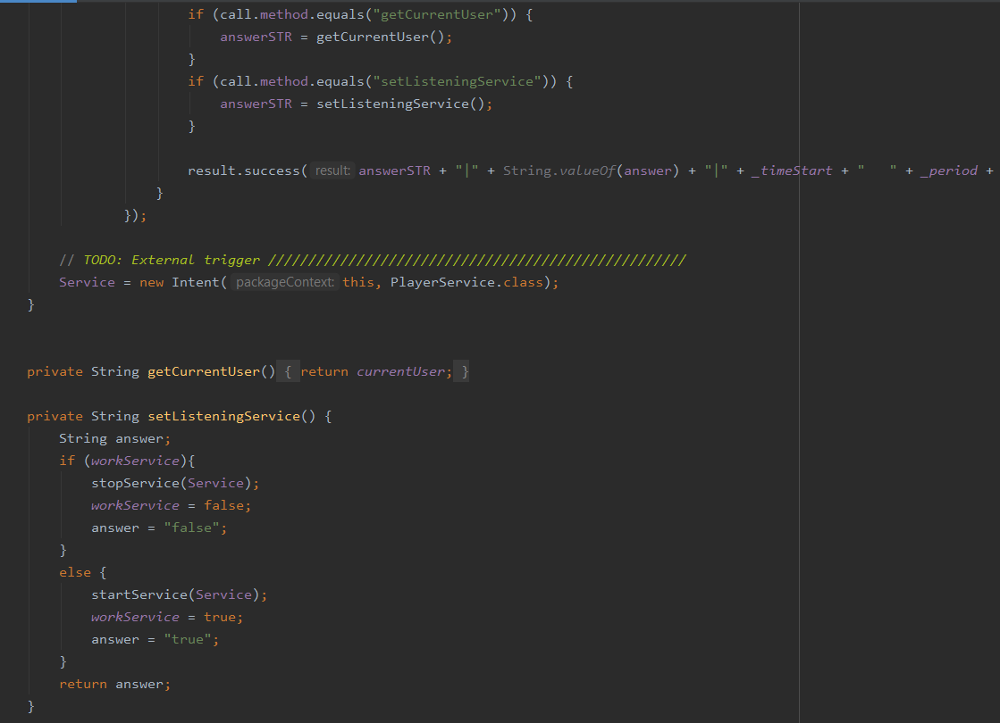 if (call.method.equals("getCurrentUser")) {
answerSTR = getCurrentUser();
}
if (call.method.equals("setListeningService")) {
answerSTR = setListeningService();
}
result.success( result: answerSTR + "|" + String.valueOf(answer) + "|" + _timeStart + "   " + _period +
}
});
// TODO: External trigger ////////////////////////////////////////////////////
Service = new Intent( packageContext: this, PlayerService.class);
}
private String getCurrentUser() { return currentUser; }
private String setListeningService() {
String answer;
if (workService){
stopService(Service);
workService = false;
answer = "false";
}
else {
startService(Service);
workService = true;
answer = "true";
}
return answer;
}